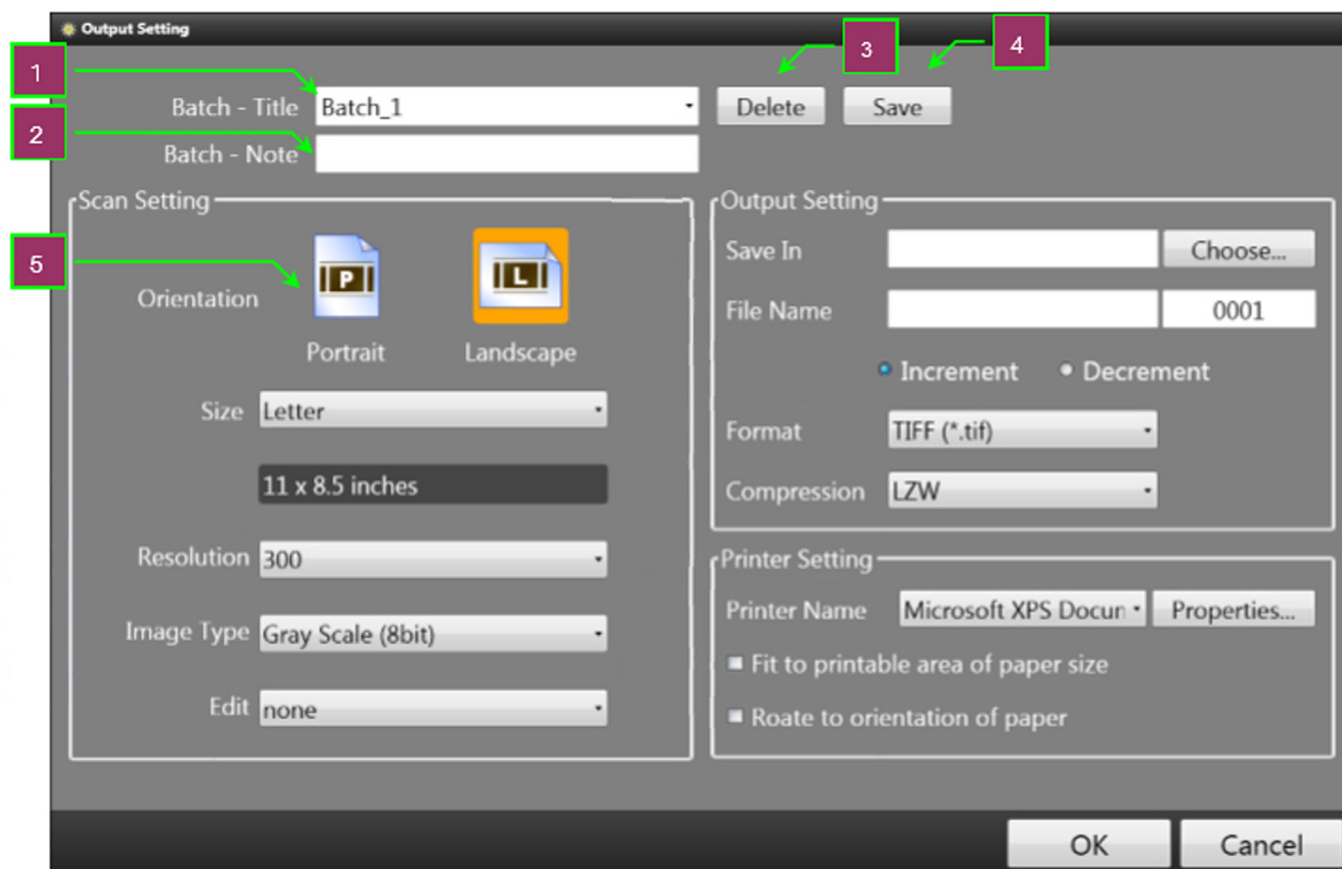 Output Setting
1
3
4
Batch - Title
Batch_1
Delete
Save
2
Batch - Note
Scan Setting
5
Orientation
P
L
Portrait
Landscape
Size
Letter
11 x 8.5 inches
Resolution
300
Image Type
Gray Scale (8bit)
Edit
none
Output Setting
Save In
Choose...
File Name
0001
Increment
Decrement
Format
TIFF (*.tif)
Compression
LZW
Printer Setting
Printer Name
Microsoft XPS Docun
Properties...
Fit to printable area of paper size
Roate to orientation of paper
OK
Cancel